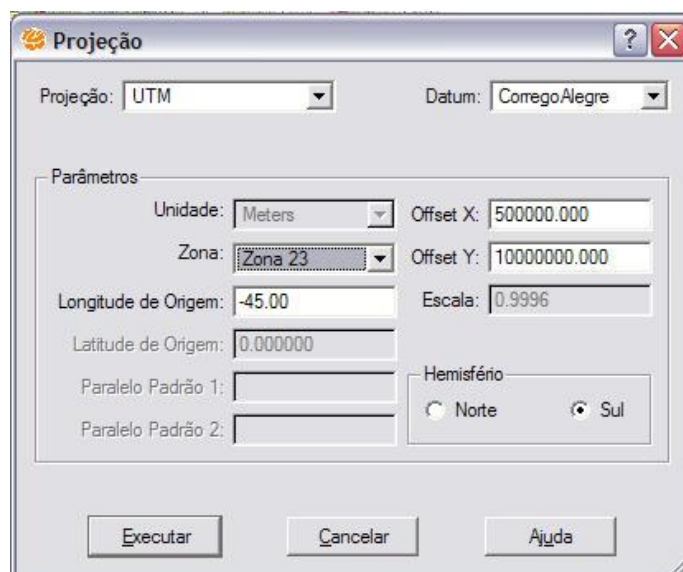 Projeção
Projeção: UTM Datum: CorregoAlegre
Parâmetros
Unidade: Meters Offset X: 500000.000
Zona: Zona 23 Offset Y: 10000000.000
Longitude de Origem: -45.00 Escala: 0.9996
Latitude de Origem: 0.000000
Paralelo Padrão 1:
Hemisfério
Norte Sul
Paralelo Padrão 2:
Executar Cancelar Ajuda